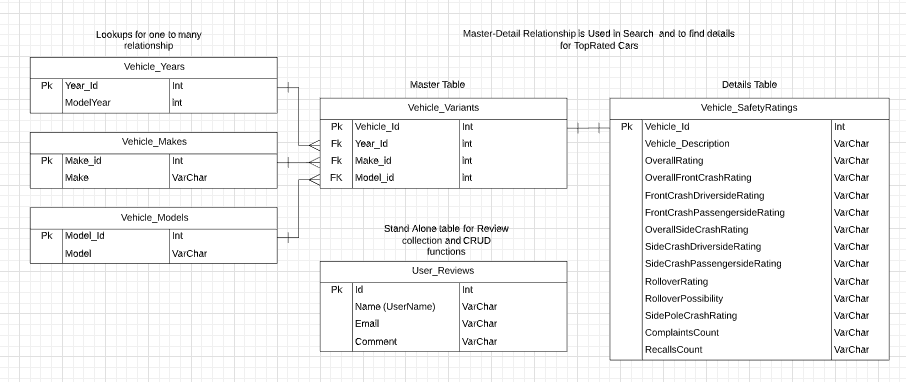 Lookups for one to many
relationship
Master-Detail Relationship is Used in Search and to find details
for TopRated Cars
Vehicle_Years
Pk Year_Id Int
ModelYear int
Vehicle_Makes
Pk Make_id Int
Make VarChar
Vehicle_Models
Pk Model_Id Int
Model VarChar
Master Table
Vehicle_Variants
Pk Vehicle_Id Int
Fk Year_Id int
Fk Make_id int
FK Model_id int
Stand Alone table for Review
collection and CRUD
functions
User_Reviews
Pk Id Int
Name (UserName) VarChar
Email VarChar
Comment VarChar
Details Table
Vehicle_SafetyRatings
Pk Vehicle_Id Int
Vehicle_Description VarChar
OverallRating VarChar
OverallFrontCrashRating VarChar
FrontCrashDriversideRating VarChar
FrontCrashPassengersideRating VarChar
OverallSideCrashRating VarChar
SideCrashDriversideRating VarChar
SideCrashPassengersideRating VarChar
RolloverRating VarChar
RolloverPossibility VarChar
SidePoleCrashRating VarChar
ComplaintsCount VarChar
RecallsCount VarChar